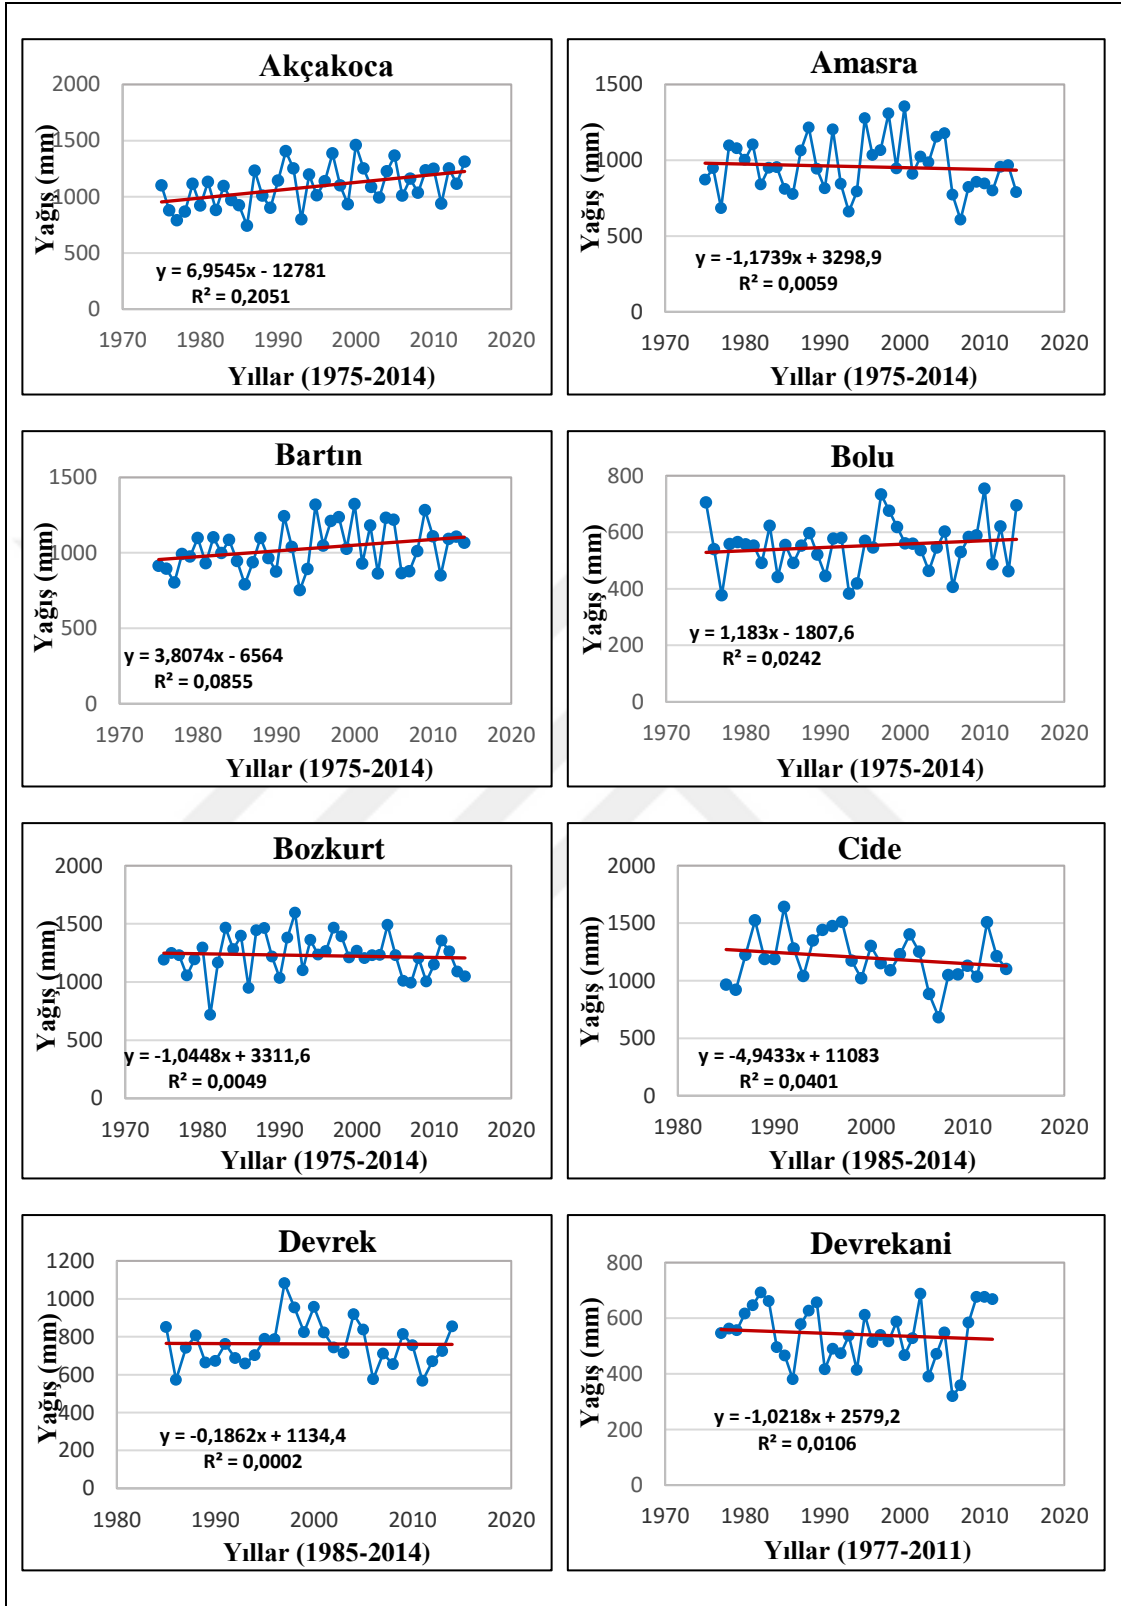 Akçakoca
Yağış (mm)
2000
1500
1000
500
0
y = 6,9545x - 12781
R² = 0,2051
1970 1980 1990 2000 2010 2020
Yıllar (1975-2014)
Amasra
Yağış (mm)
1500
1000
500
0
y = -1,1739x + 3298,9
R² = 0,0059
1970 1980 1990 2000 2010 2020
Yıllar (1975-2014)
Bartın
Yağış (mm)
1500
1000
500
0
y = 3,8074x - 6564
R² = 0,0855
1970 1980 1990 2000 2010 2020
Yıllar (1975-2014)
Bolu
Yağış (mm)
800
600
400
200
0
y = 1,183x - 1807,6
R² = 0,0242
1970 1980 1990 2000 2010 2020
Yıllar (1975-2014)
Bozkurt
Yağış (mm)
2000
1500
1000
500
0
y = -1,0448x + 3311,6
R² = 0,0049
1970 1980 1990 2000 2010 2020
Yıllar (1975-2014)
Cide
Yağış (mm)
2000
1500
1000
500
0
y = -4,9433x + 11083
R² = 0,0401
1980 1990 2000 2010 2020
Yıllar (1985-2014)
Devrek
Yağış (mm)
1200
1000
800
600
400
200
0
y = -0,1862x + 1134,4
R² = 0,0002
1980 1990 2000 2010 2020
Yıllar (1985-2014)
Devrekani
Yağış (mm)
800
600
400
200
0
y = -1,0218x + 2579,2
R² = 0,0106
1970 1980 1990 2000 2010 2020
Yıllar (1977-2011)